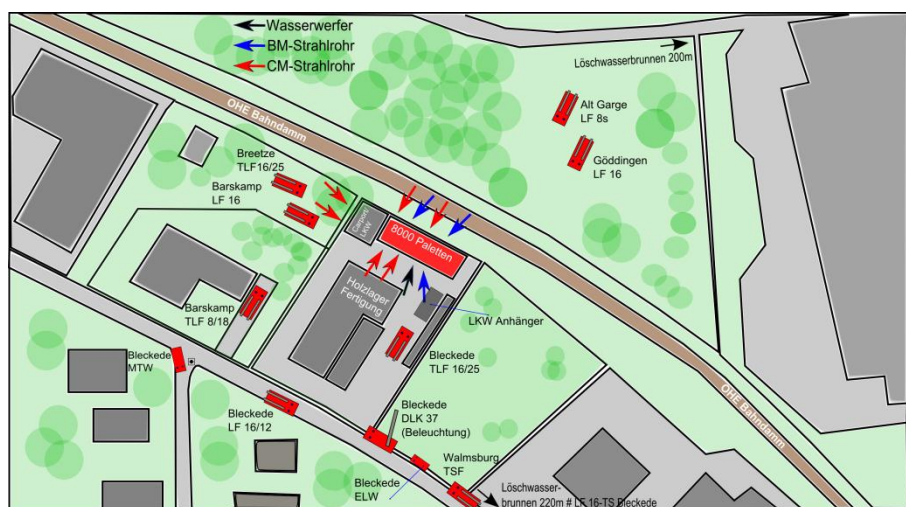 Wasserwerfer
BM-Strahlrohr
CM-Strahlrohr
Löschwasserbrunnen 200m
OHE Bahndamm
Alt Garge
LF 8s
Göddingen
LF 16
Breetze
TLF16/25
Barskamp
LF 16
Carport
LKW
8000 Paletten
Holzlager
Fertigung
Barskamp
TLF 8/18
LKW Anhänger
Bleckede
TLF 16/25
Bleckede
MTW
Bleckede
LF 16/12
Bleckede
DLK 37
(Beleuchtung)
OHE Bahndamm
Walmsburg
TSF
Bleckede
ELW
Löschwasser-
brunnen 220m # LF 16-TS Bleckede